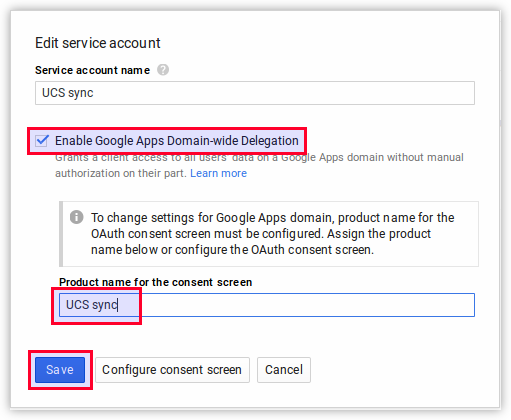 Edit service account
Service account name ?
UCS sync
Enable Google Apps Domain-wide Delegation
Grants a client access to all users' data on a Google Apps domain without manual
authorization on their part. Learn more
To change settings for Google Apps domain, product name for the
OAuth consent screen must be configured. Assign the product
name below or configure the OAuth consent screen.
Product name for the consent screen
UCS sync
Save Configure consent screen Cancel